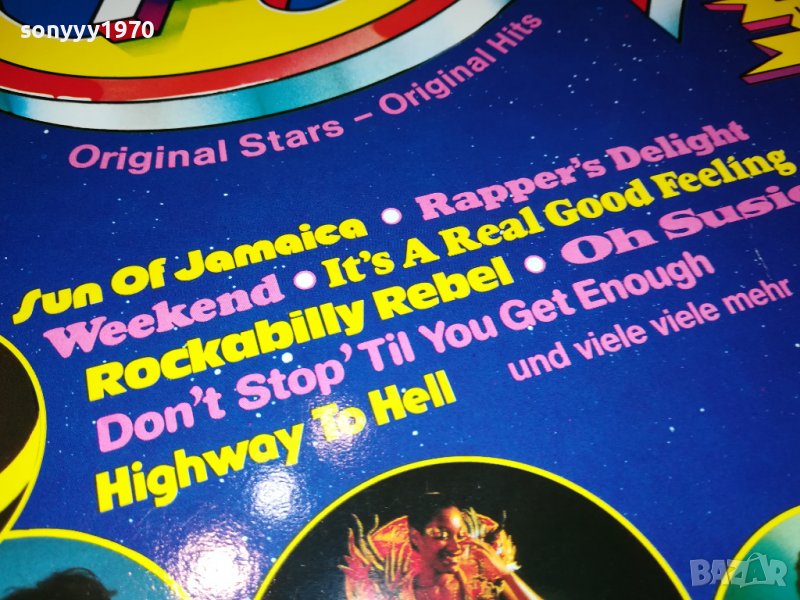 sonyyy1970
Original Stars – Original Hits
Sun Of Jamaica • Rapper's Delight
Weekend • It's A Real Good Feeling
Rockabilly Rebel • Oh Susie
Don't Stop' Til You Get Enough
Highway To Hell und viele viele mehr
BAZAR